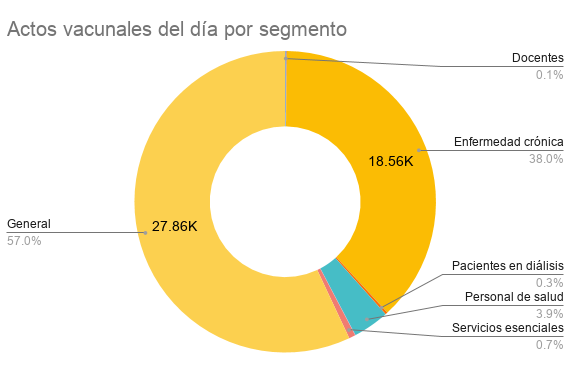 Actos vacunales del día por segmento
Docentes
0.1%
Enfermedad crónica
38.0%
18.56K
General
57.0%
27.86K
Pacientes en diálisis
0.3%
Personal de salud
3.9%
Servicios esenciales
0.7%